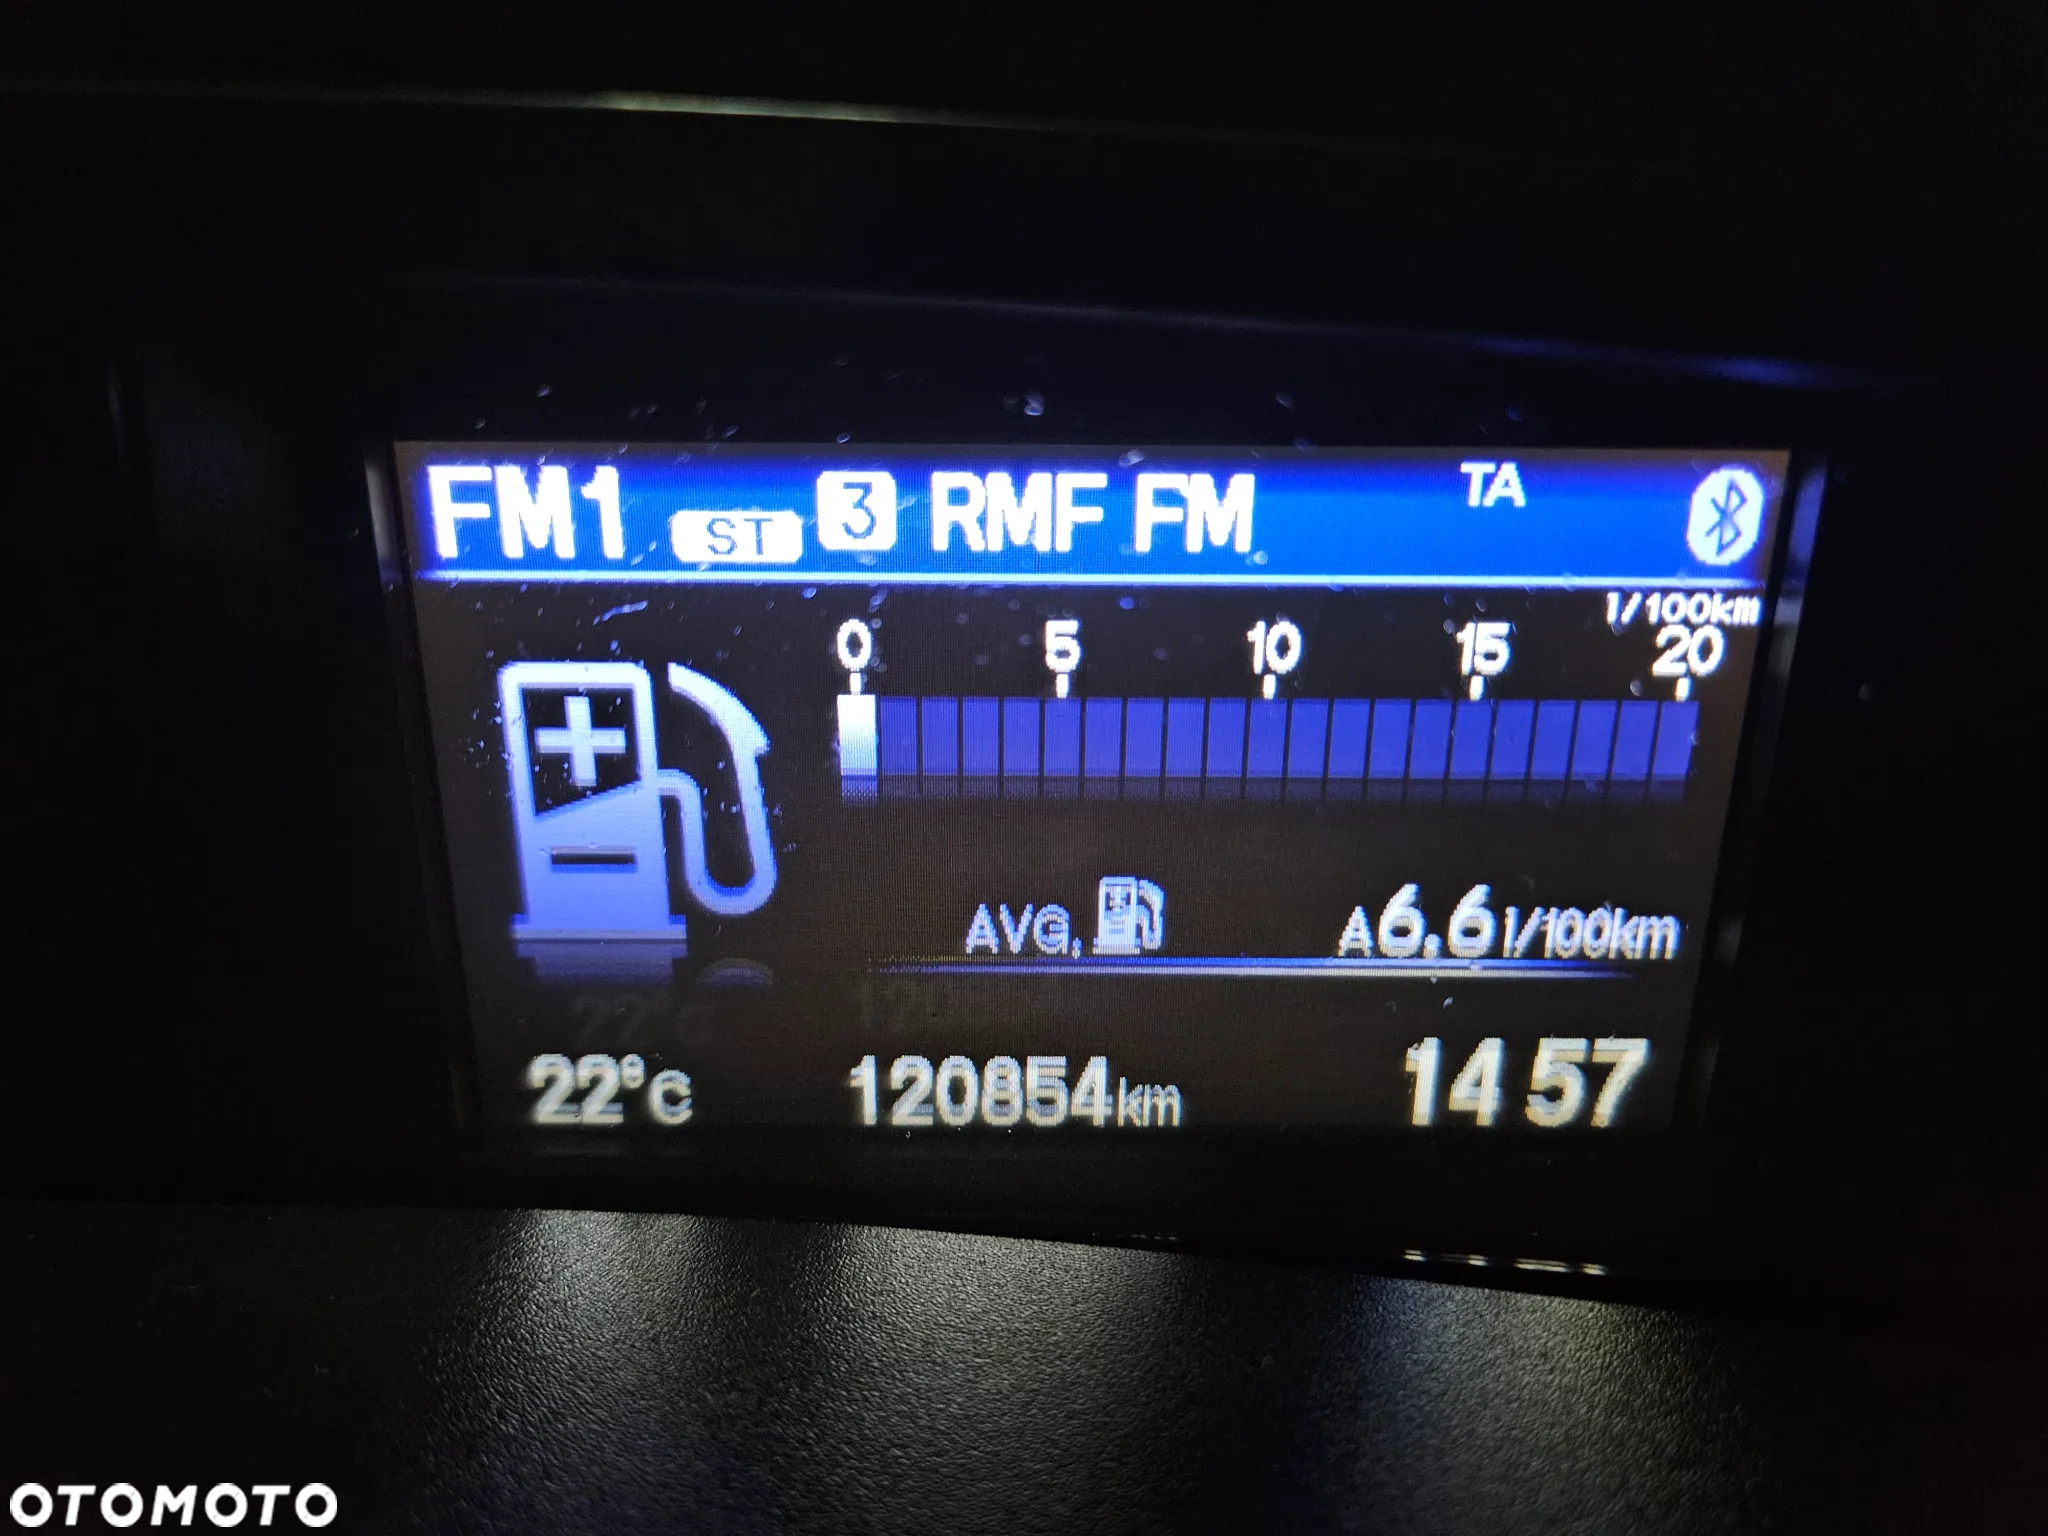 FM1 ST 3 RMF FM TA
l/100km
0 5 10 15 20
AVG. A6.6 l/100km
22°C 120854km 14 57
OTOMOTO